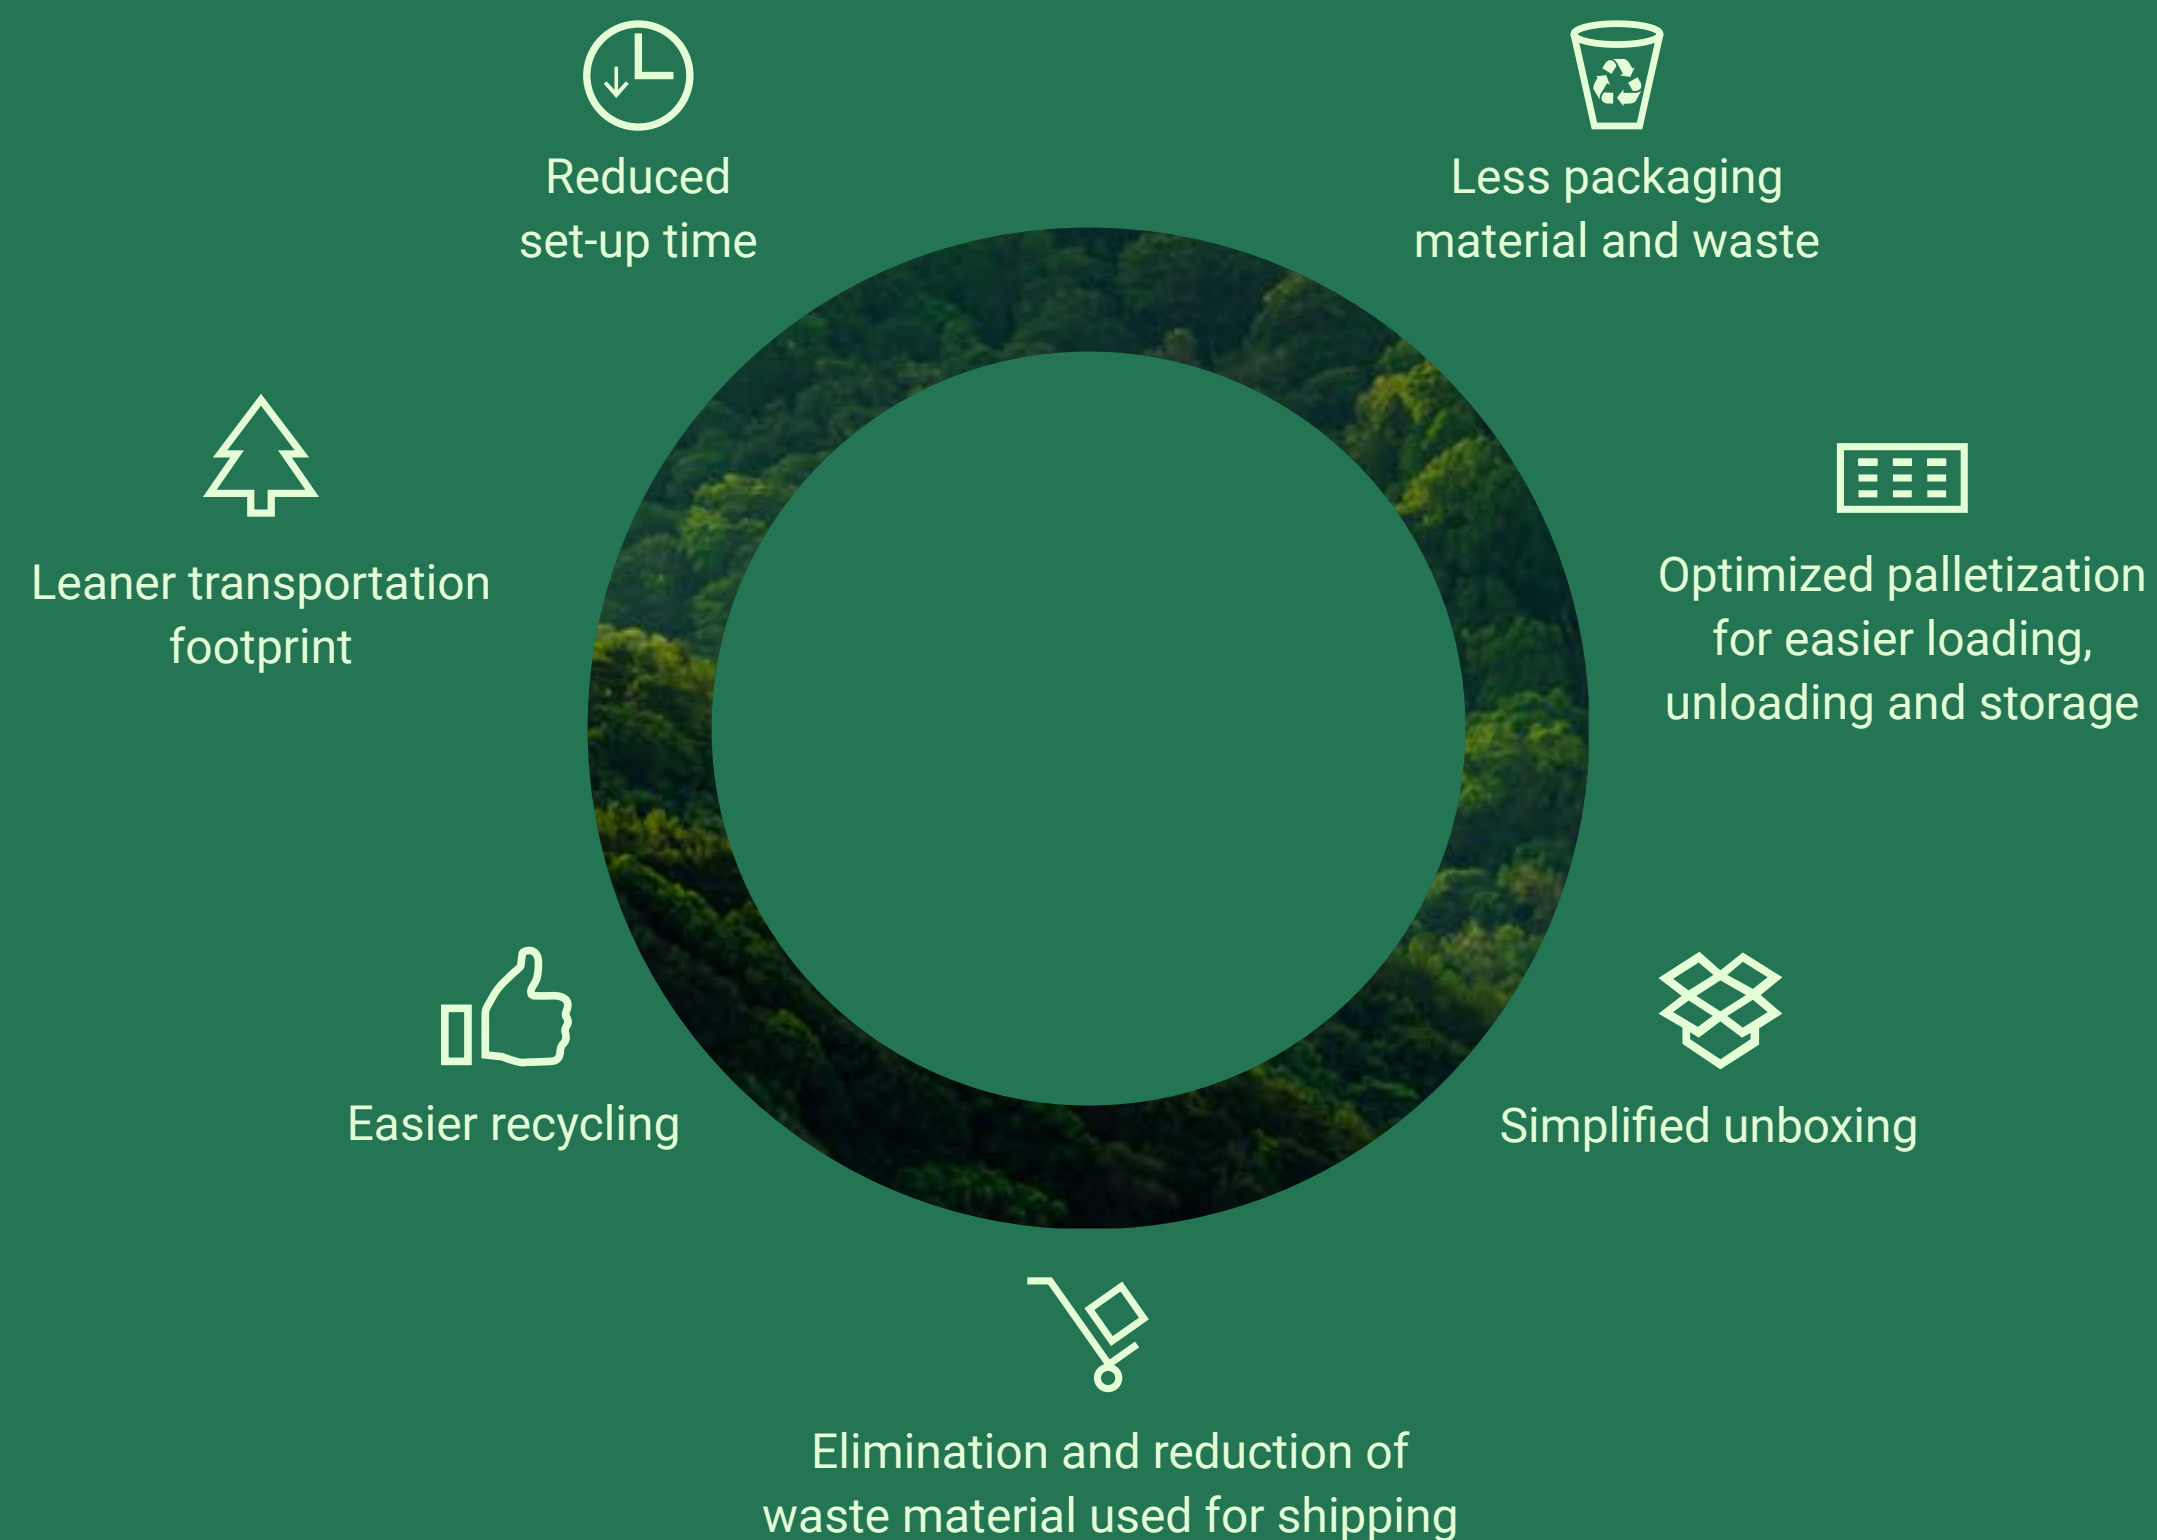 Reduced
set-up time
Less packaging
material and waste
Leaner transportation
footprint
Optimized palletization
for easier loading,
unloading and storage
Easier recycling
Simplified unboxing
Elimination and reduction of
waste material used for shipping